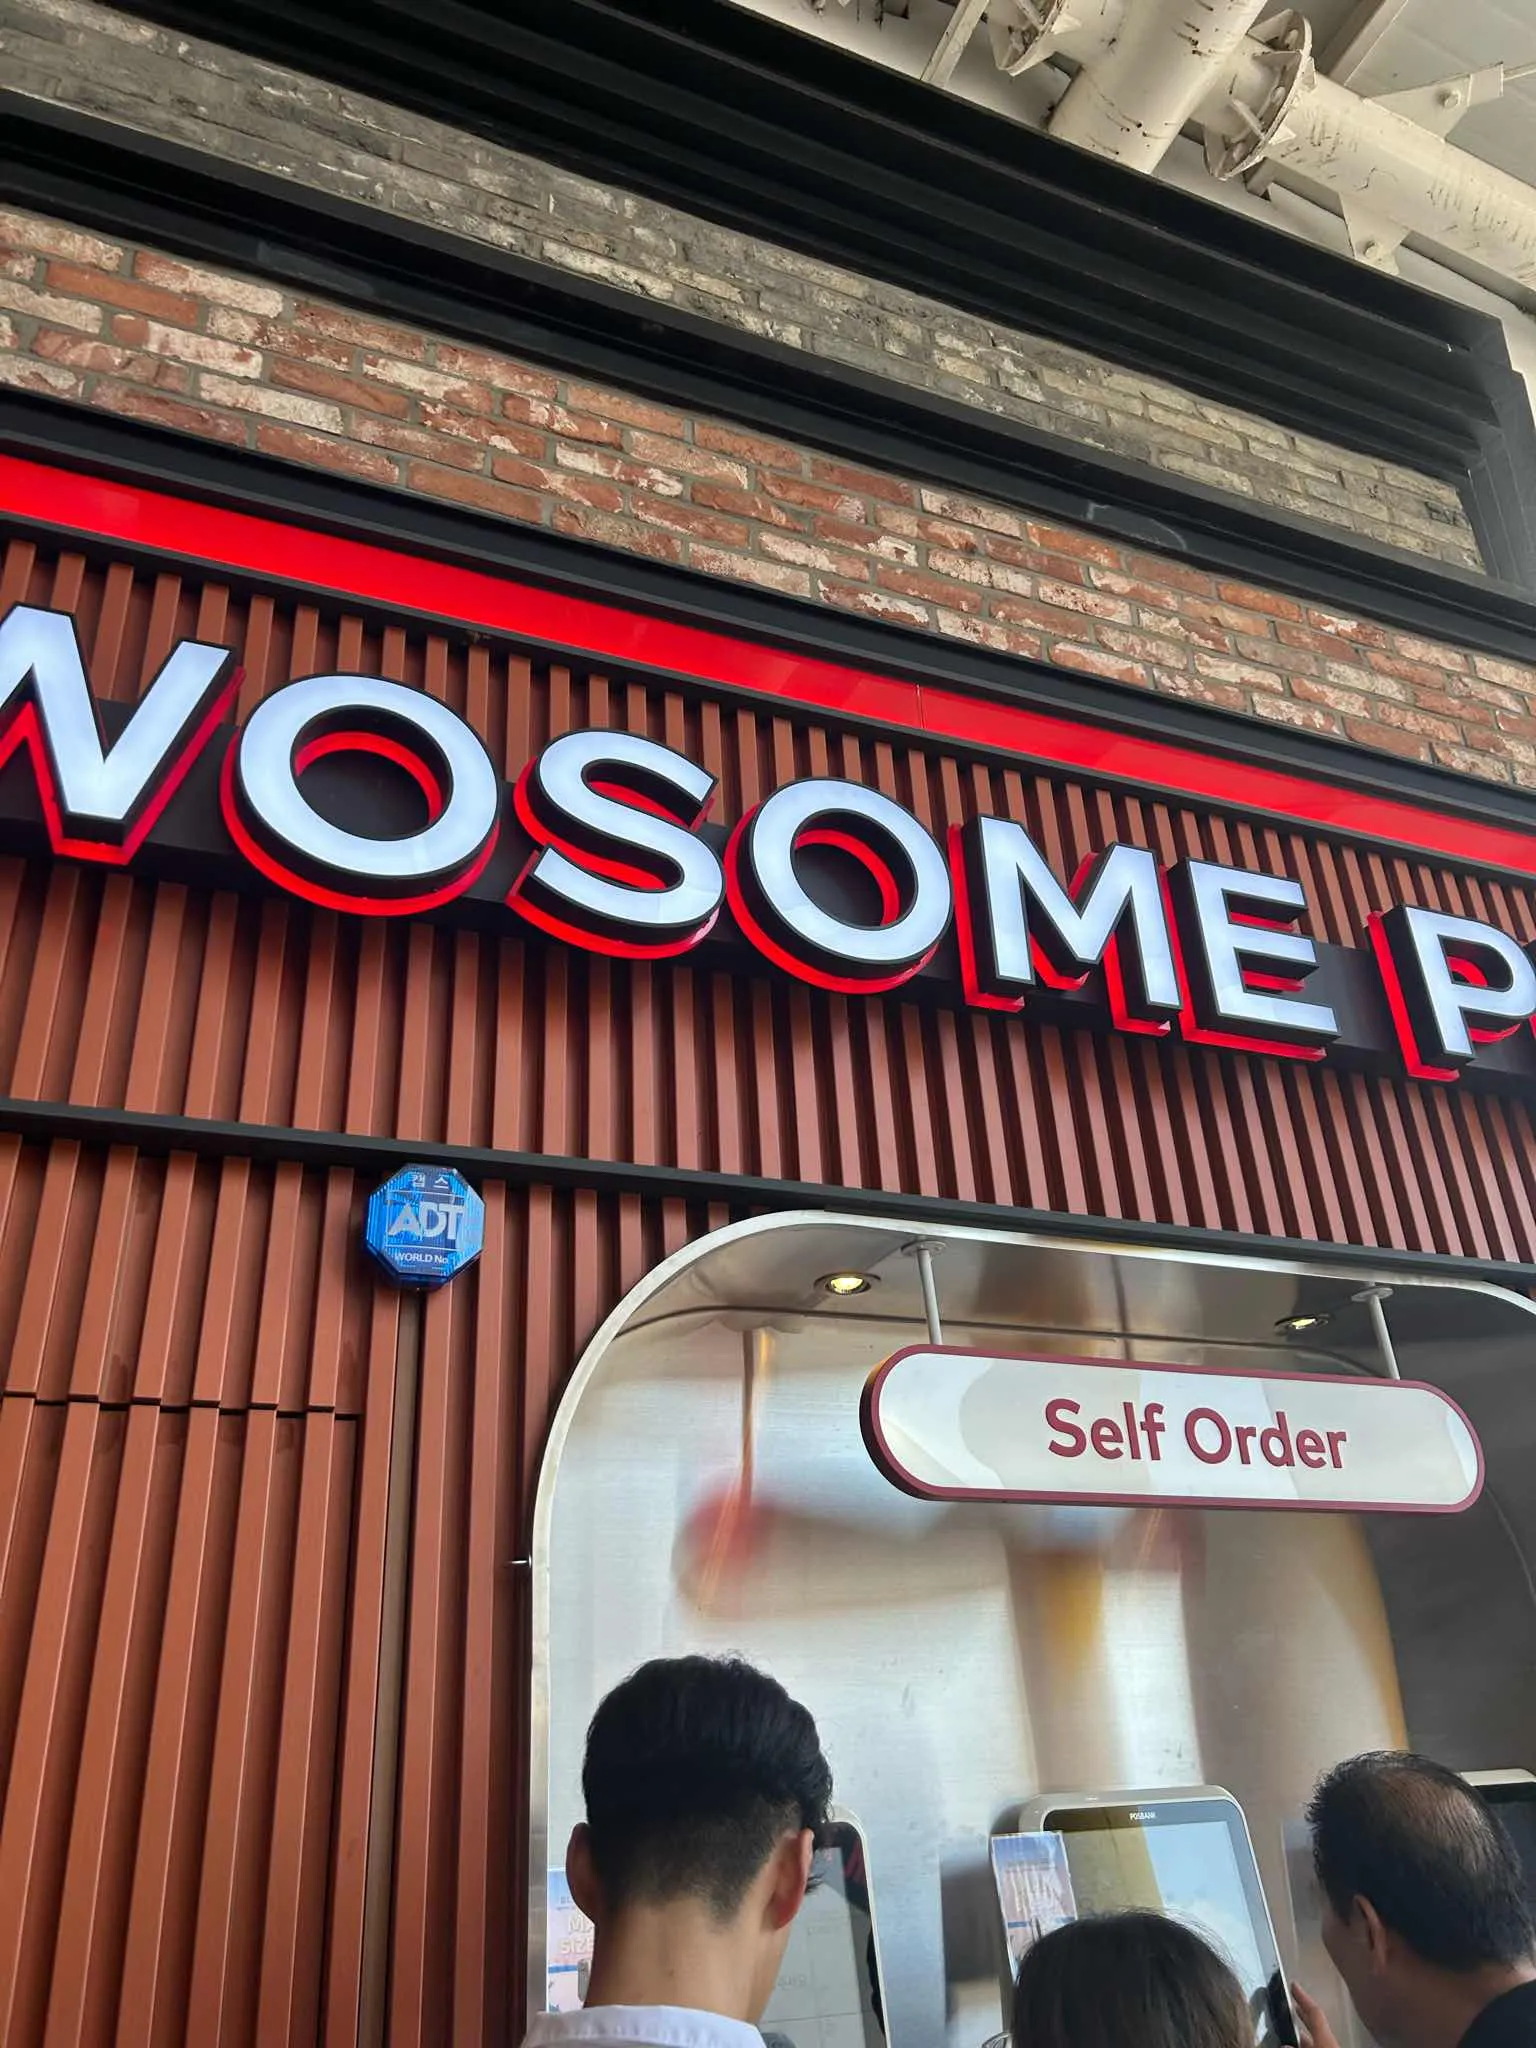 WOSOME P
캡스
ADT
WORLD No.
Self Order
POSBANK